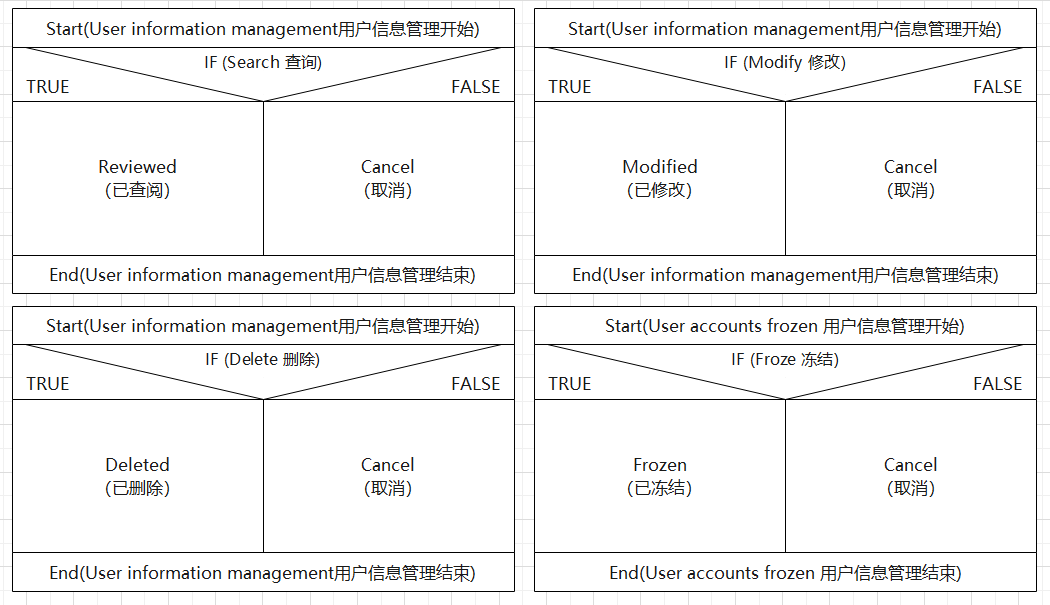 Start(User information management用户信息管理开始)
IF (Search 查询)
TRUE
FALSE
Reviewed
(已查阅)
Cancel
(取消)
End(User information management用户信息管理结束)
Start(User information management用户信息管理开始)
IF (Modify 修改)
TRUE
FALSE
Modified
(已修改)
Cancel
(取消)
End(User information management用户信息管理结束)
Start(User information management用户信息管理开始)
IF (Delete 删除)
TRUE
FALSE
Deleted
(已删除)
Cancel
(取消)
End(User information management用户信息管理结束)
Start(User accounts frozen 用户信息管理开始)
IF (Froze 冻结)
TRUE
FALSE
Frozen
(已冻结)
Cancel
(取消)
End(User accounts frozen 用户信息管理结束)